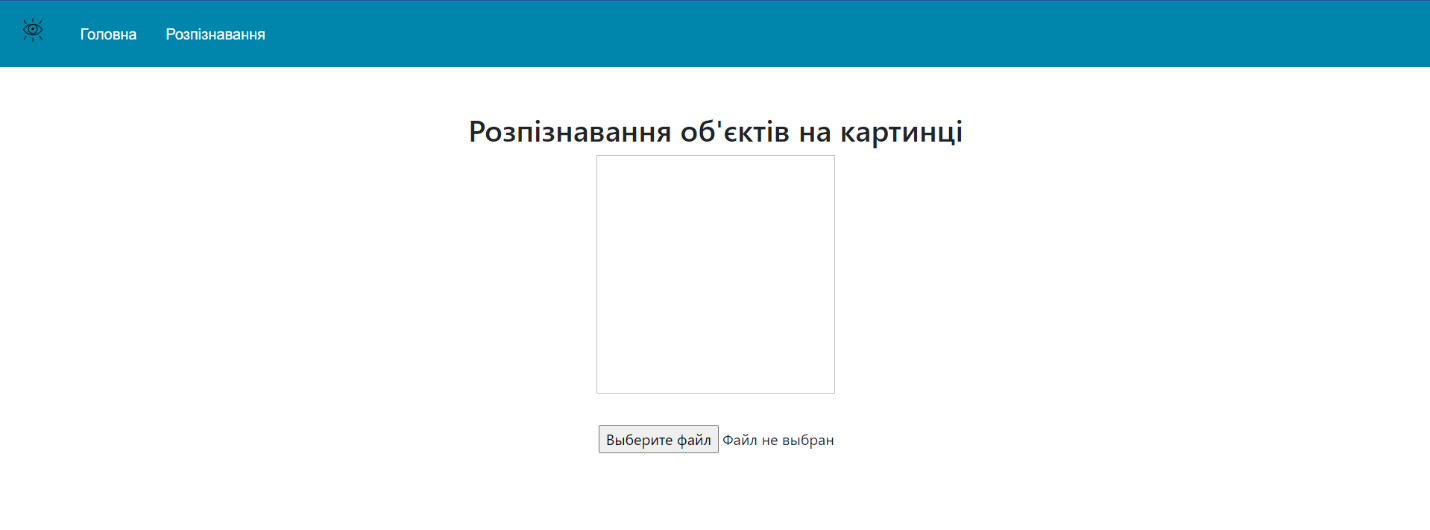 Головна Розпізнавання
Розпізнавання об'єктів на картинці
Выберите файл Файл не выбран